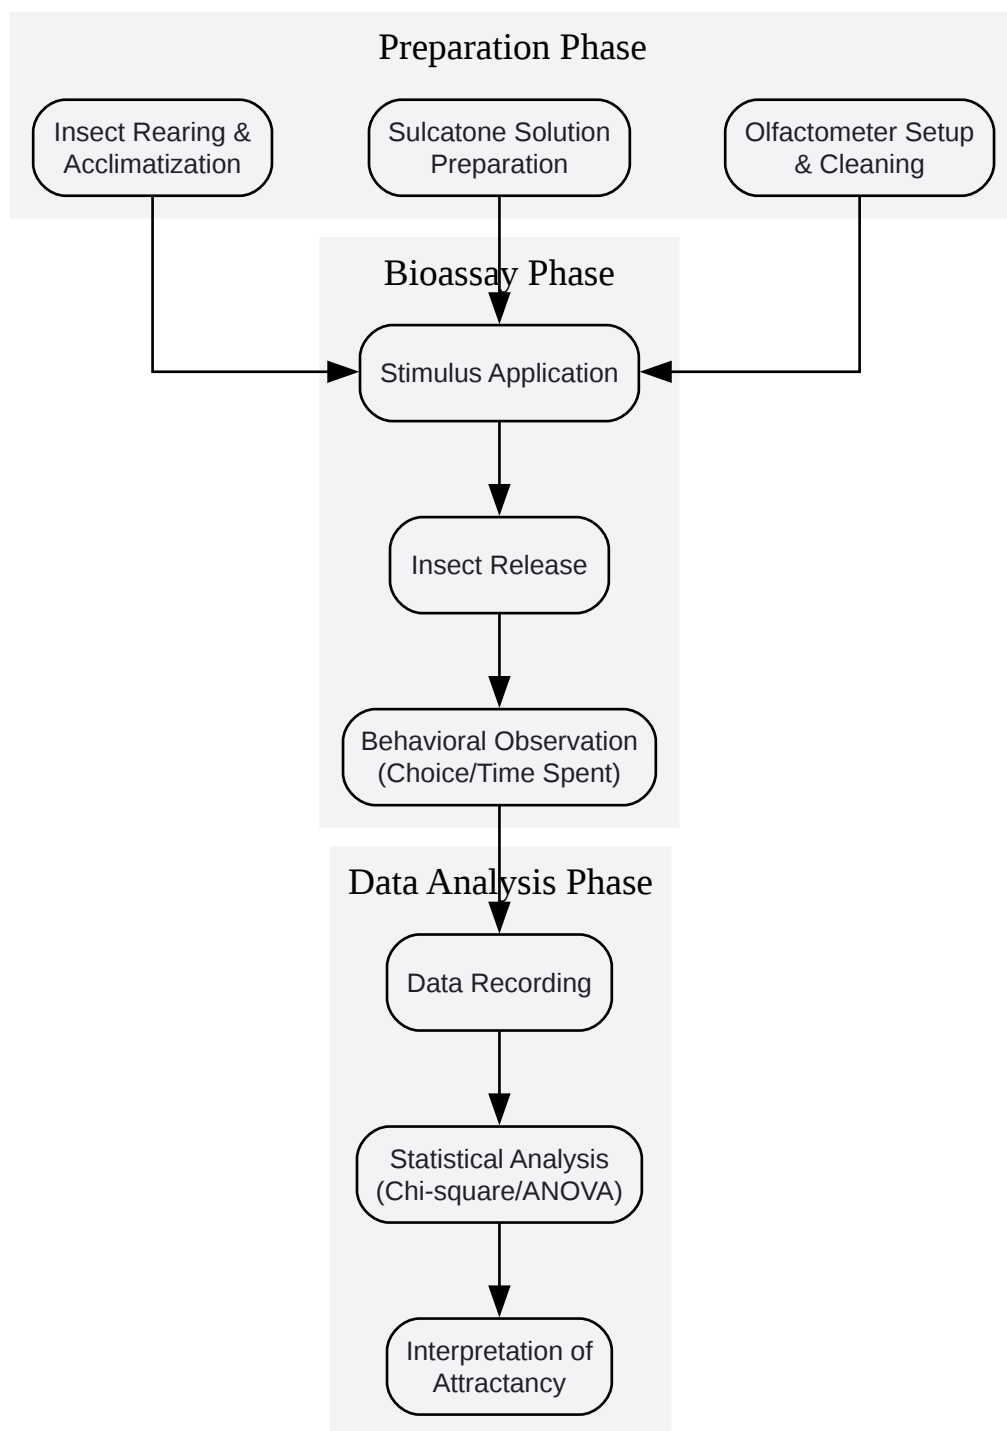 Preparation Phase
Insect Rearing &
Acclimatization
Sulcatone Solution
Preparation
Olfactometer Setup
& Cleaning
Bioassay Phase
Stimulus Application
Insect Release
Behavioral Observation
(Choice/Time Spent)
Data Analysis Phase
Data Recording
Statistical Analysis
(Chi-square/ANOVA)
Interpretation of
Attractancy